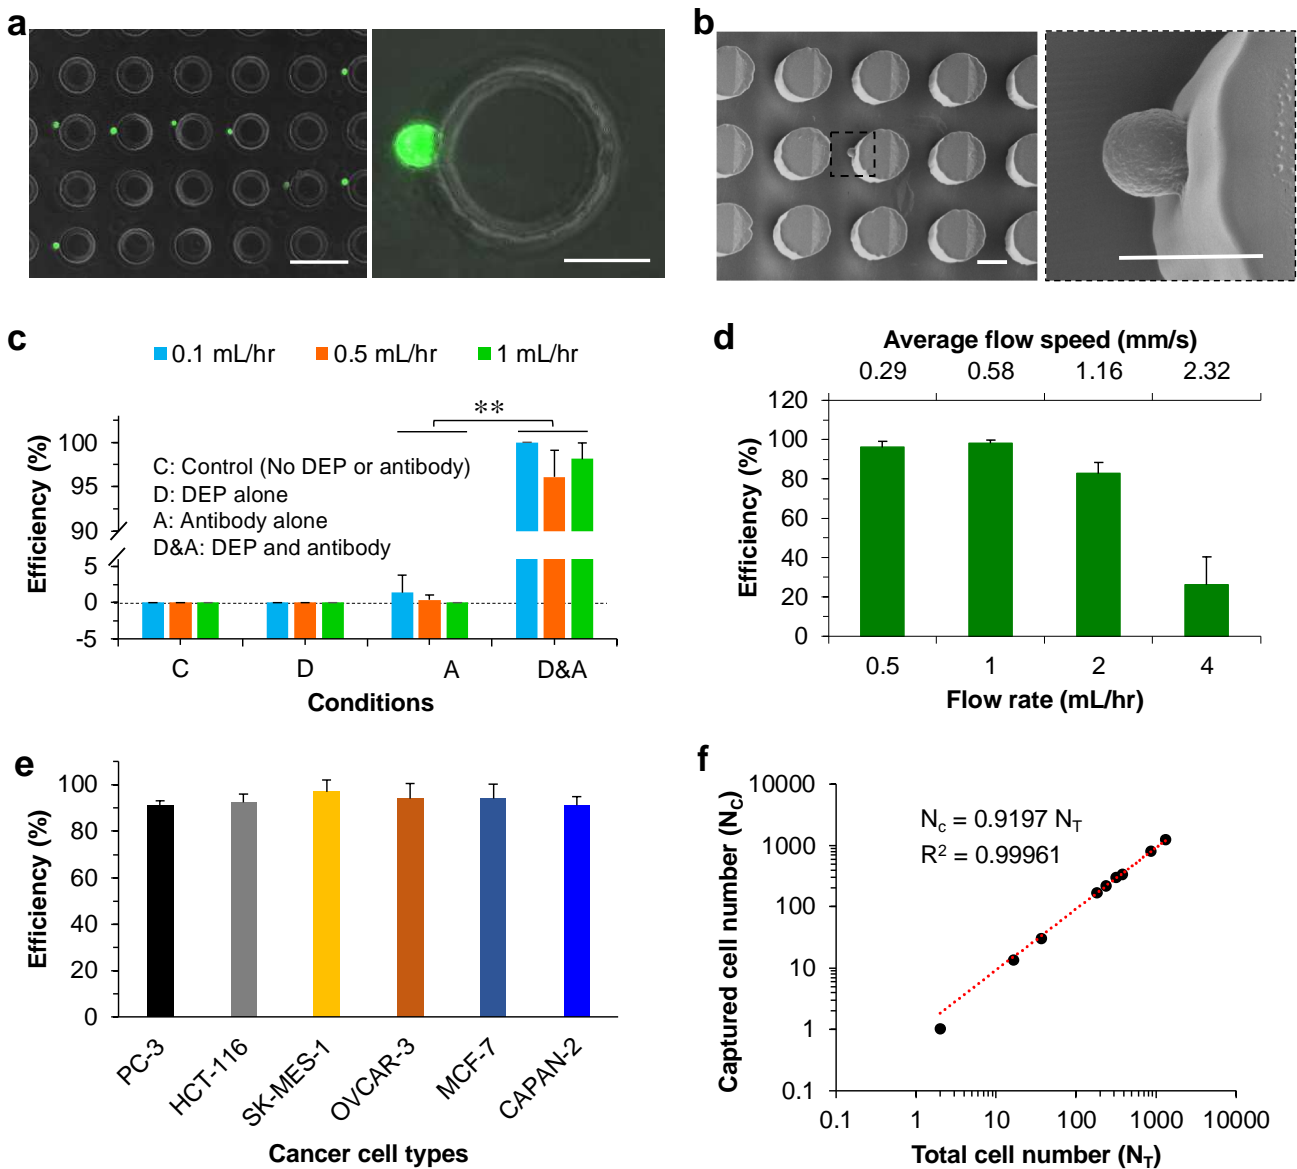 a
b
c
0.1 mL/hr 0.5 mL/hr 1 mL/hr
**
100
95
90
5
0
-5
Efficiency (%)
C: Control (No DEP or antibody)
D: DEP alone
A: Antibody alone
D&A: DEP and antibody
C D A D&A
Conditions
d
Average flow speed (mm/s)
0.29 0.58 1.16 2.32
120
100
80
60
40
20
0
Efficiency (%)
0.5 1 2 4
Flow rate (mL/hr)
e
100
80
60
40
20
0
Efficiency (%)
PC-3 HCT-116 SK-MES-1 OVCAR-3 MCF-7 CAPAN-2
Cancer cell types
f
10000
1000
100
10
1
0.1
Captured cell number (N_C)
N_c = 0.9197 N_T
R² = 0.99961
0.1 1 10 100 1000 10000
Total cell number (N_T)